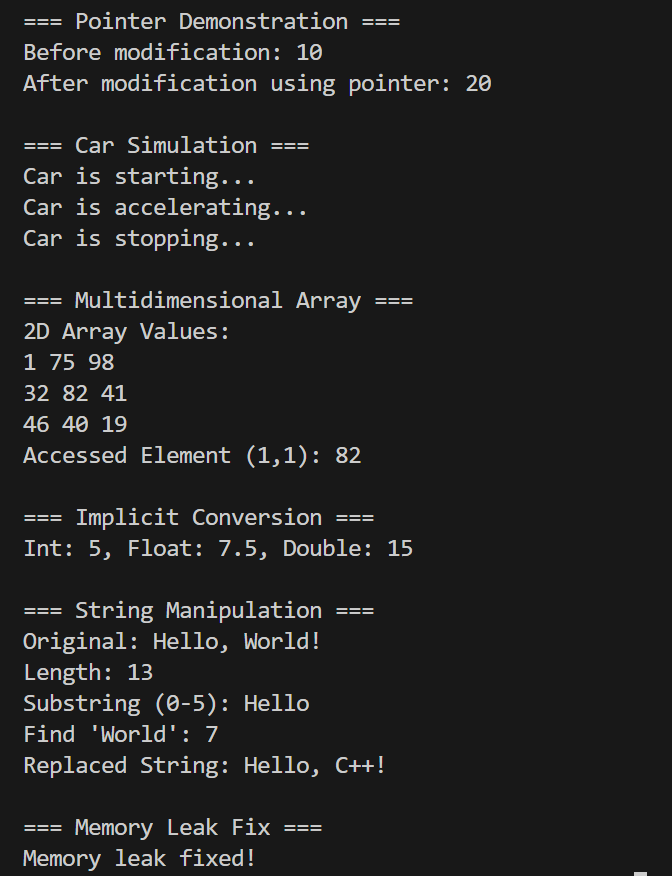 === Pointer Demonstration ===
Before modification: 10
After modification using pointer: 20
=== Car Simulation ===
Car is starting...
Car is accelerating...
Car is stopping...
=== Multidimensional Array ===
2D Array Values:
1 75 98
32 82 41
46 40 19
Accessed Element (1,1): 82
=== Implicit Conversion ===
Int: 5, Float: 7.5, Double: 15
=== String Manipulation ===
Original: Hello, World!
Length: 13
Substring (0-5): Hello
Find 'World': 7
Replaced String: Hello, C++!
=== Memory Leak Fix ===
Memory leak fixed!